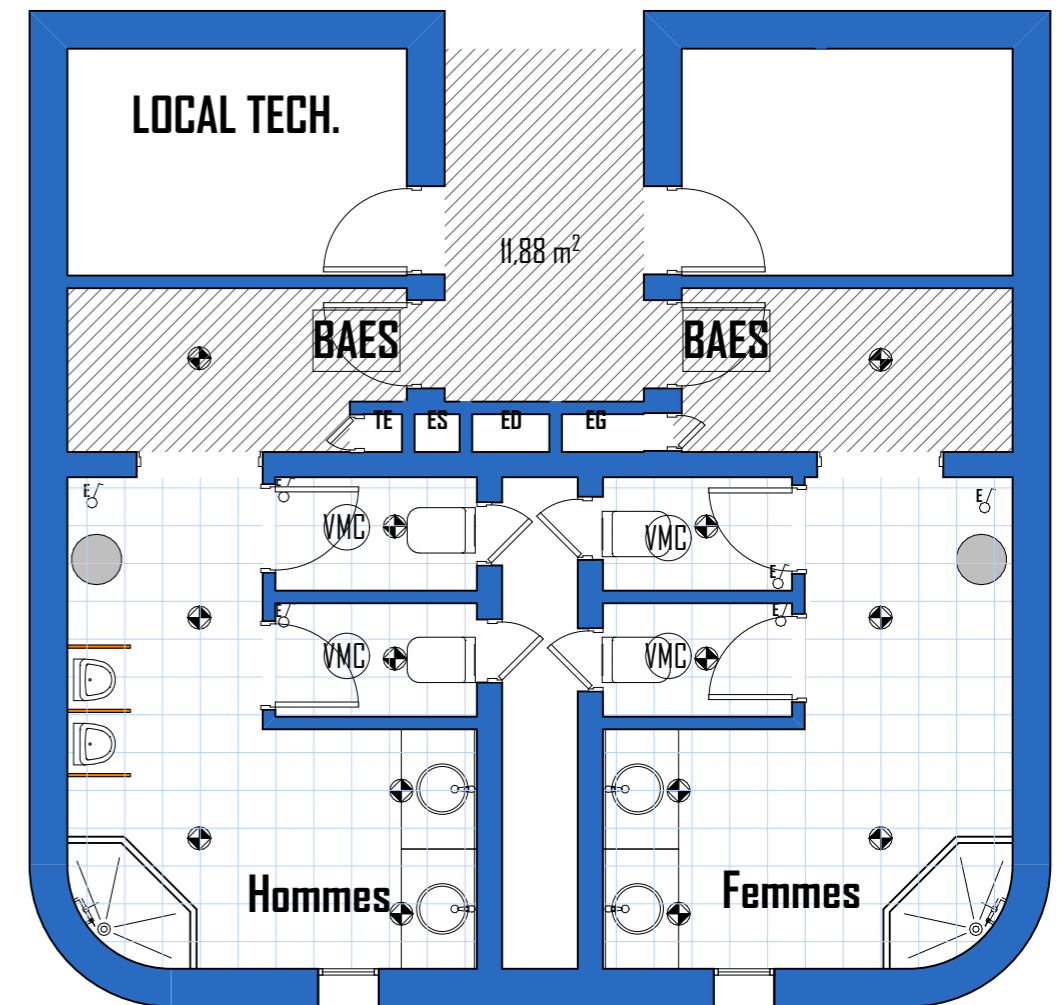 LOCAL TECH.
11,88 m²
BAES
BAES
TE
ES
ED
EG
E
E
E
VMC
VMC
E
VMC
VMC
E
E
Hommes
Femmes